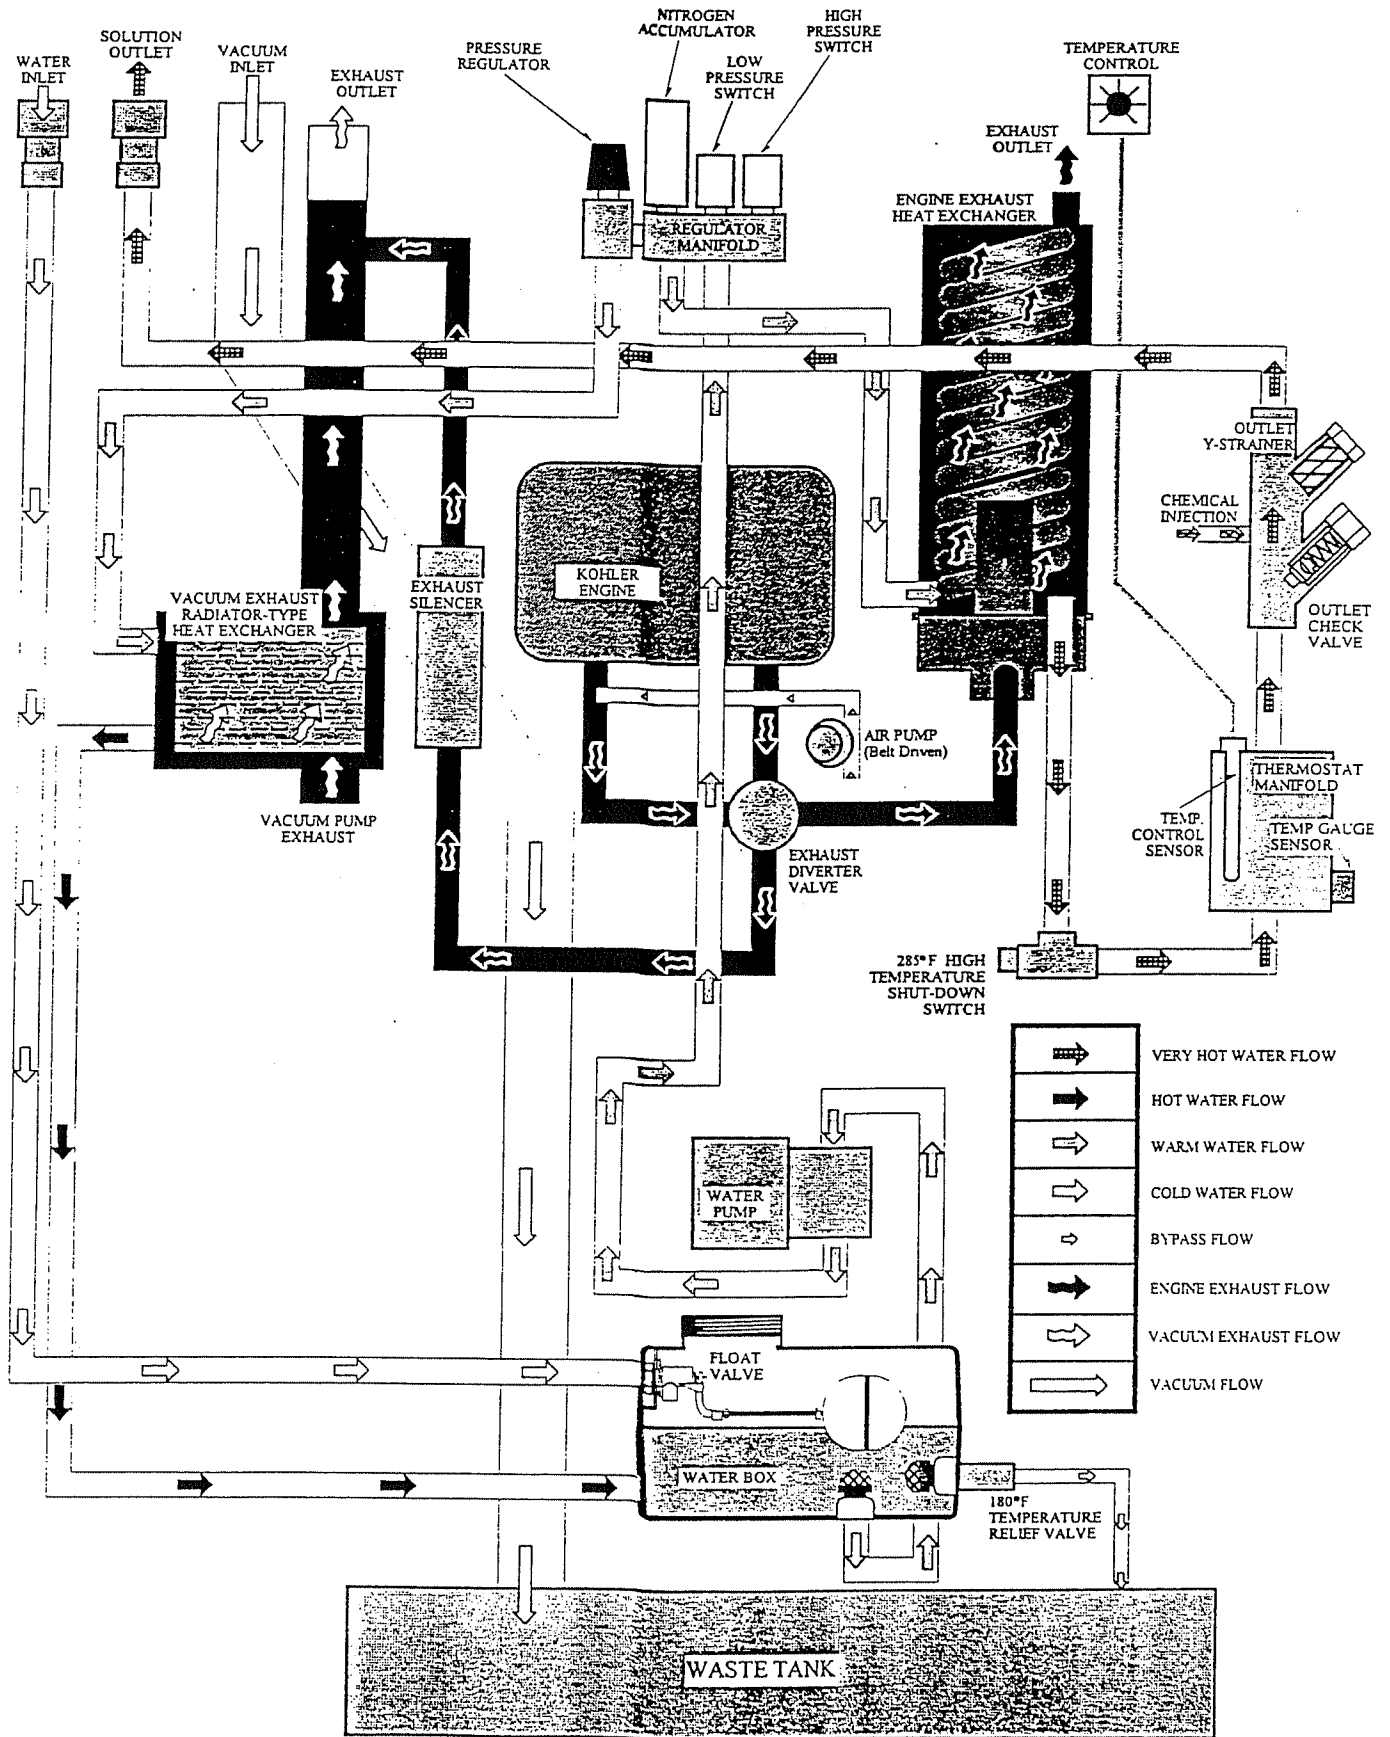 WATER
INLET
SOLUTION
OUTLET
VACUUM
INLET
EXHAUST
OUTLET
PRESSURE
REGULATOR
NITROGEN
ACCUMULATOR
LOW
PRESSURE
SWITCH
HIGH
PRESSURE
SWITCH
TEMPERATURE
CONTROL
EXHAUST
OUTLET
ENGINE EXHAUST
HEAT EXCHANGER
REGULATOR
MANIFOLD
OUTLET
Y-STRAINER
CHEMICAL
INJECTION
OUTLET
CHECK
VALVE
KOHLER
ENGINE
EXHAUST
SILENCER
VACUUM EXHAUST
RADIATOR-TYPE
HEAT EXCHANGER
AIR PUMP
(Belt Driven)
THERMOSTAT
MANIFOLD
TEMP.
CONTROL
SENSOR
TEMP GAUGE
SENSOR
VACUUM PUMP
EXHAUST
EXHAUST
DIVERTER
VALVE
285°F HIGH
TEMPERATURE
SHUT-DOWN
SWITCH
VERY HOT WATER FLOW
HOT WATER FLOW
WARM WATER FLOW
COLD WATER FLOW
BYPASS FLOW
ENGINE EXHAUST FLOW
VACUUM EXHAUST FLOW
VACUUM FLOW
WATER
PUMP
FLOAT
VALVE
WATER BOX
180°F
TEMPERATURE
RELIEF VALVE
WASTE TANK